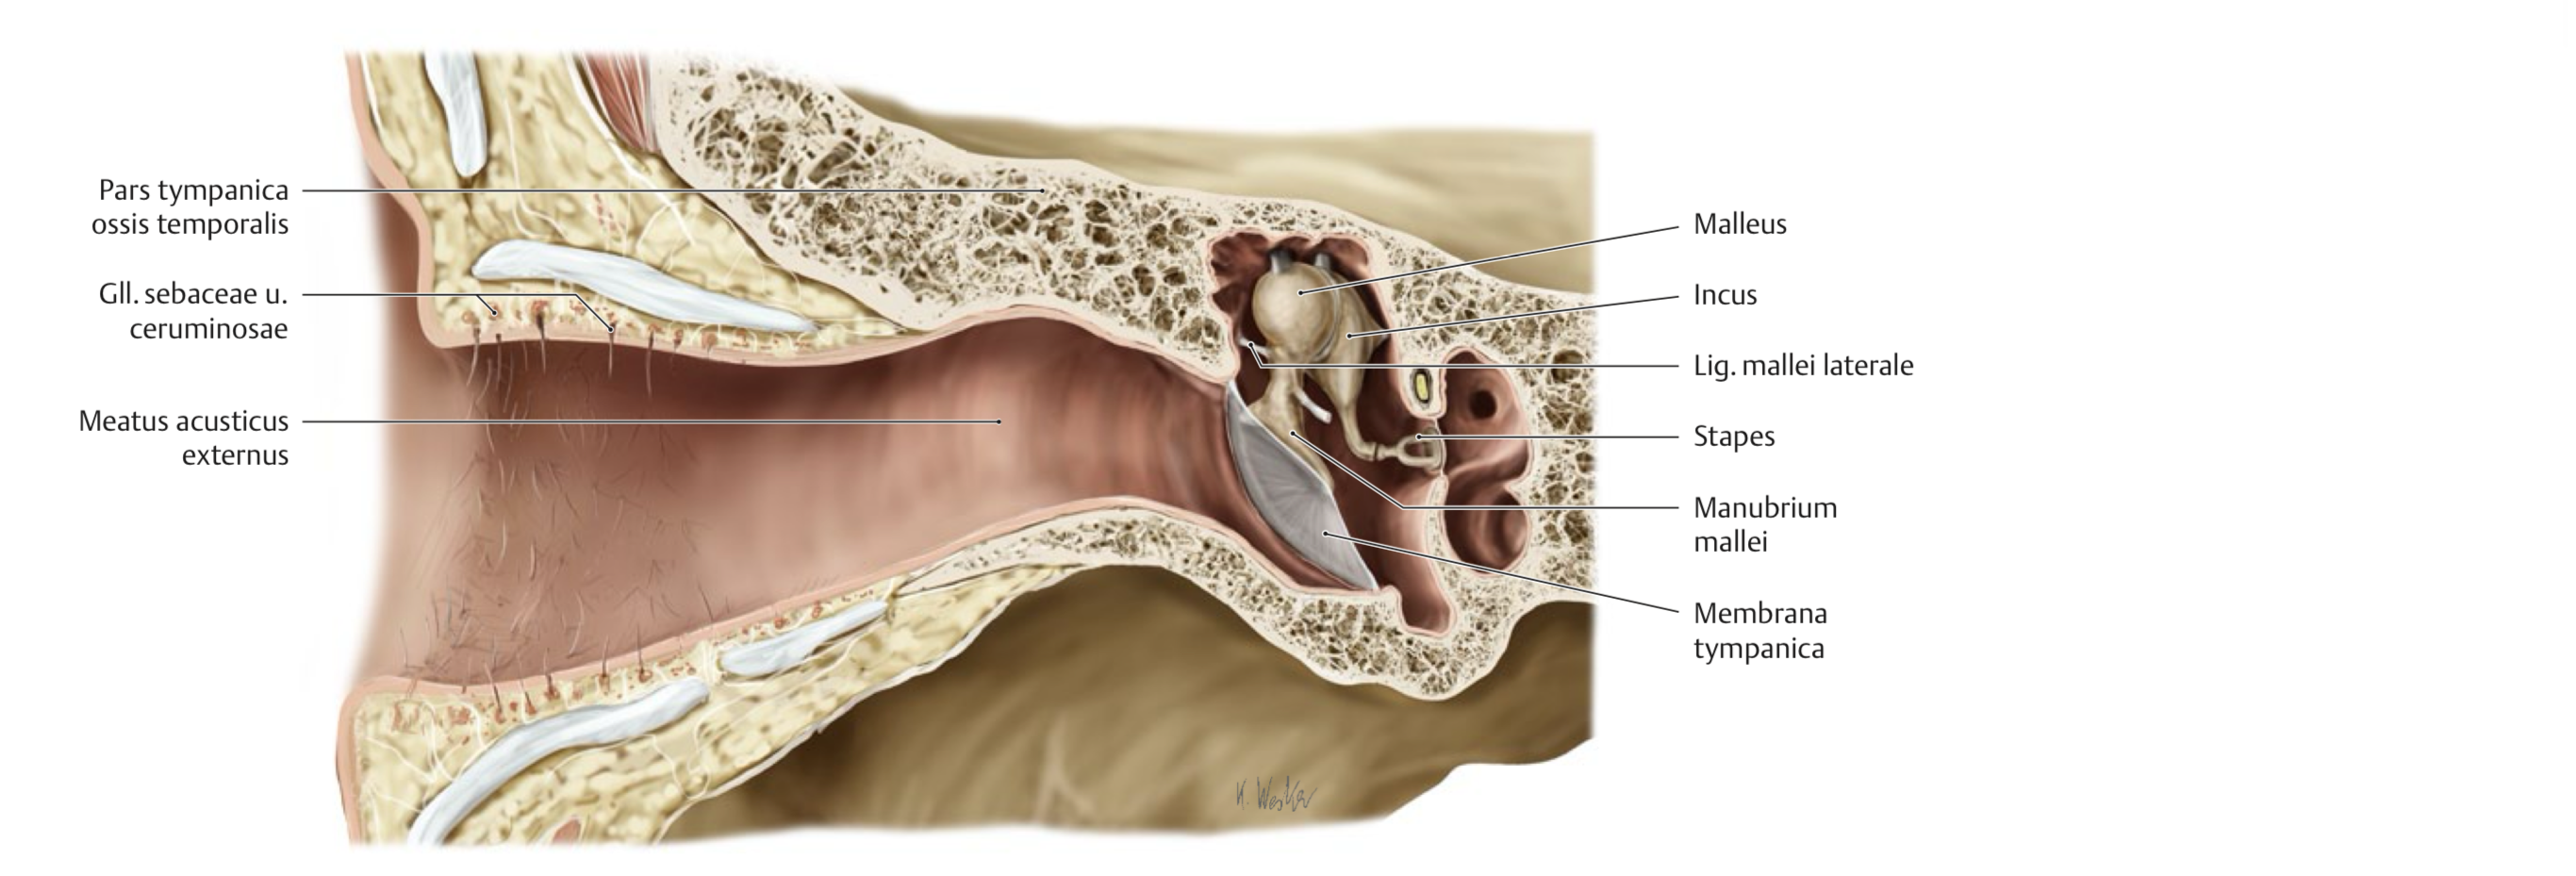 Pars tympanica
ossis temporalis
Gll. sebaceae u.
ceruminosae
Meatus acusticus
externus
Malleus
Incus
Lig. mallei laterale
Stapes
Manubrium
mallei
Membrana
tympanica
K. Wesker